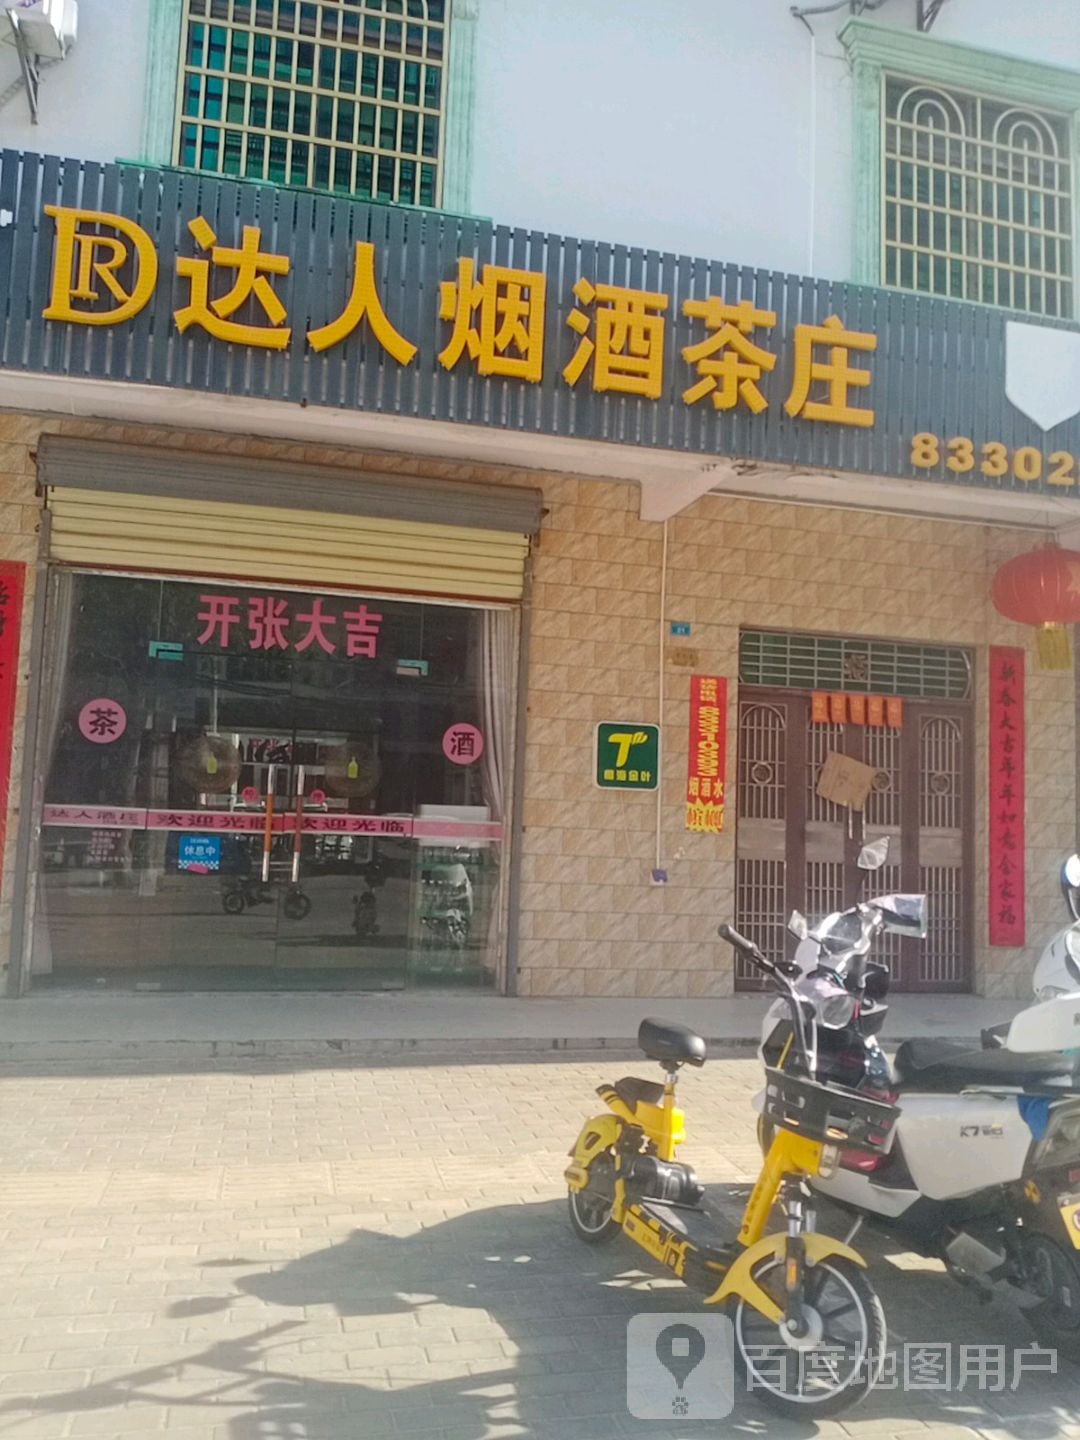 DR 达人烟酒茶庄
83302
开张大吉
茶
酒
达人酒庄 欢迎光临 欢迎光临
休息中
T
烟酒水
新春大吉年年如意合家福
K7
百度地图用户